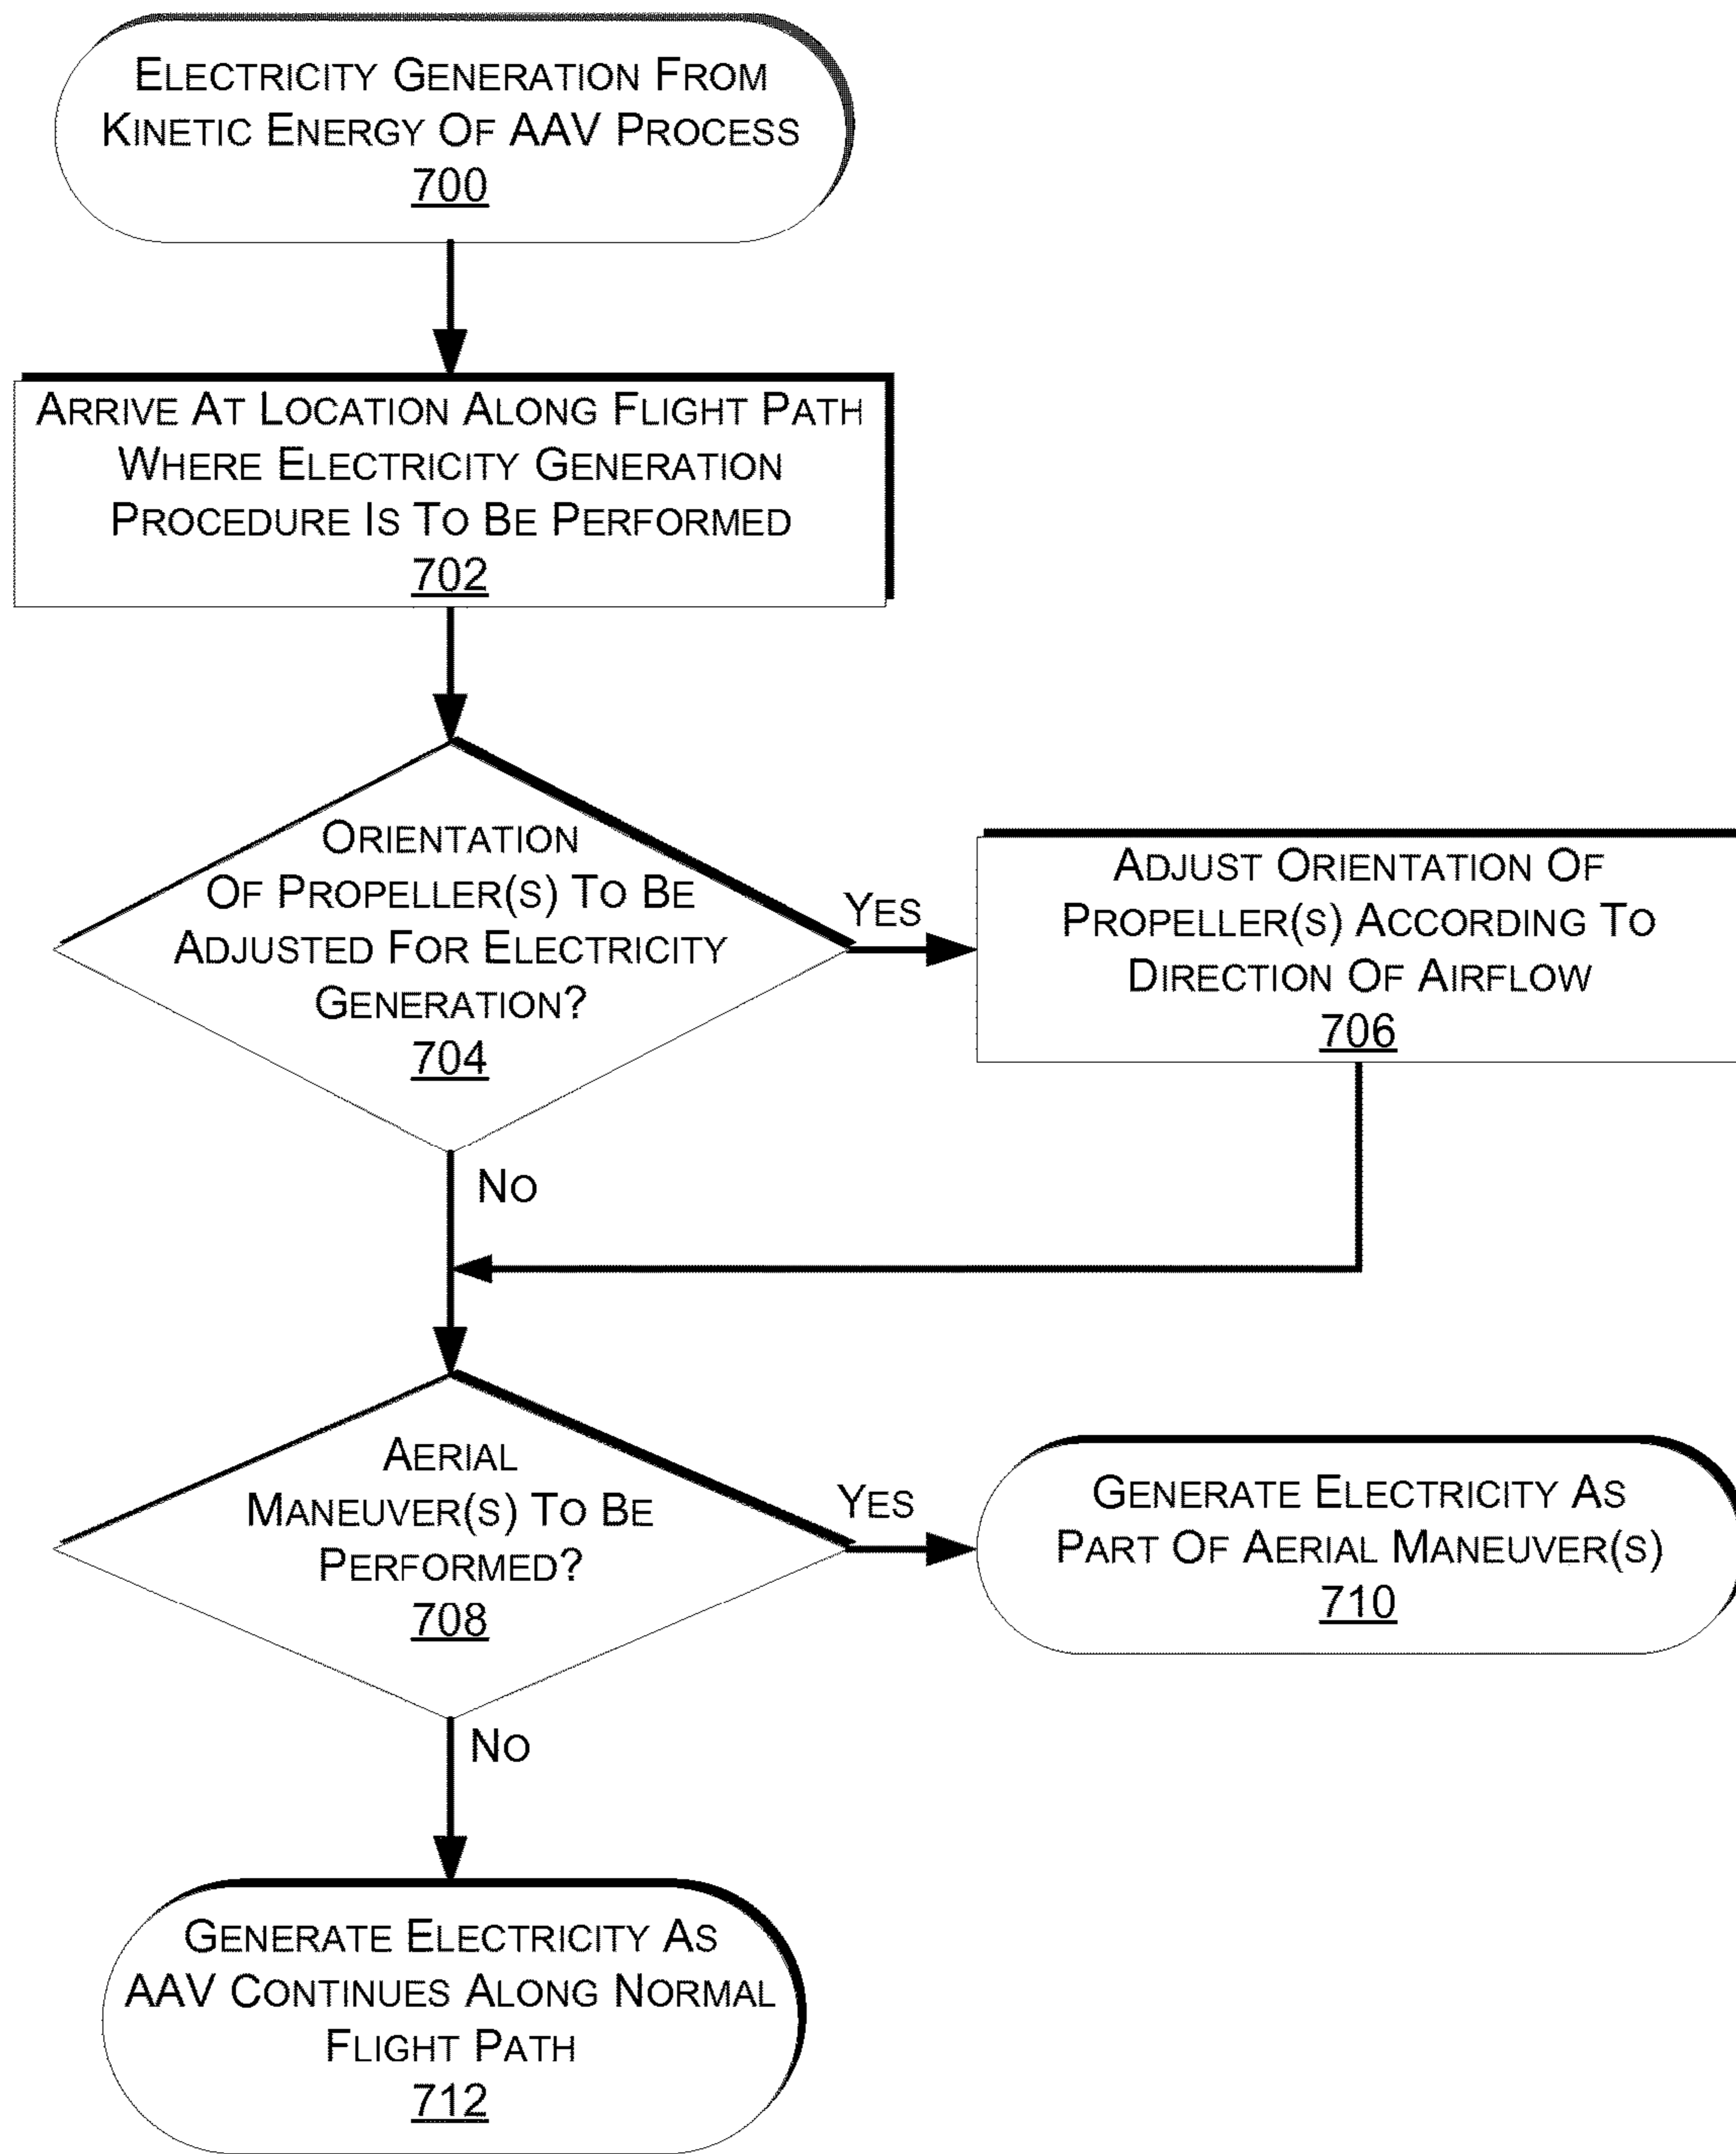 Electricity Generation From
Kinetic Energy Of AAV Process
700
Arrive At Location Along Flight Path
Where Electricity Generation
Procedure Is To Be Performed
702
Orientation
Of Propeller(s) To Be
Adjusted For Electricity
Generation?
704
Yes
Adjust Orientation Of
Propeller(s) According To
Direction Of Airflow
706
No
Aerial
Maneuver(s) To Be
Performed?
708
Yes
Generate Electricity As
Part Of Aerial Maneuver(s)
710
No
Generate Electricity As
AAV Continues Along Normal
Flight Path
712